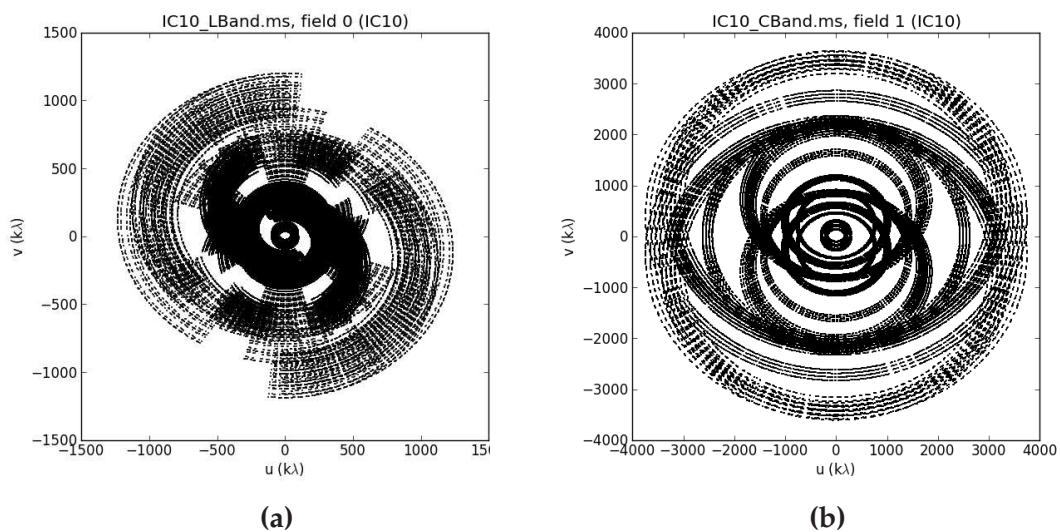 IC10_LBand.ms, field 0 (IC10)
1500
1000
500
0
−500
−1000
−1500
v (kλ)
−1500 −1000 −500 0 500 1000 150
u (kλ)
(a)
IC10_CBand.ms, field 1 (IC10)
4000
3000
2000
1000
0
−1000
−2000
−3000
−4000
v (kλ)
−4000 −3000 −2000 −1000 0 1000 2000 3000 4000
u (kλ)
(b)